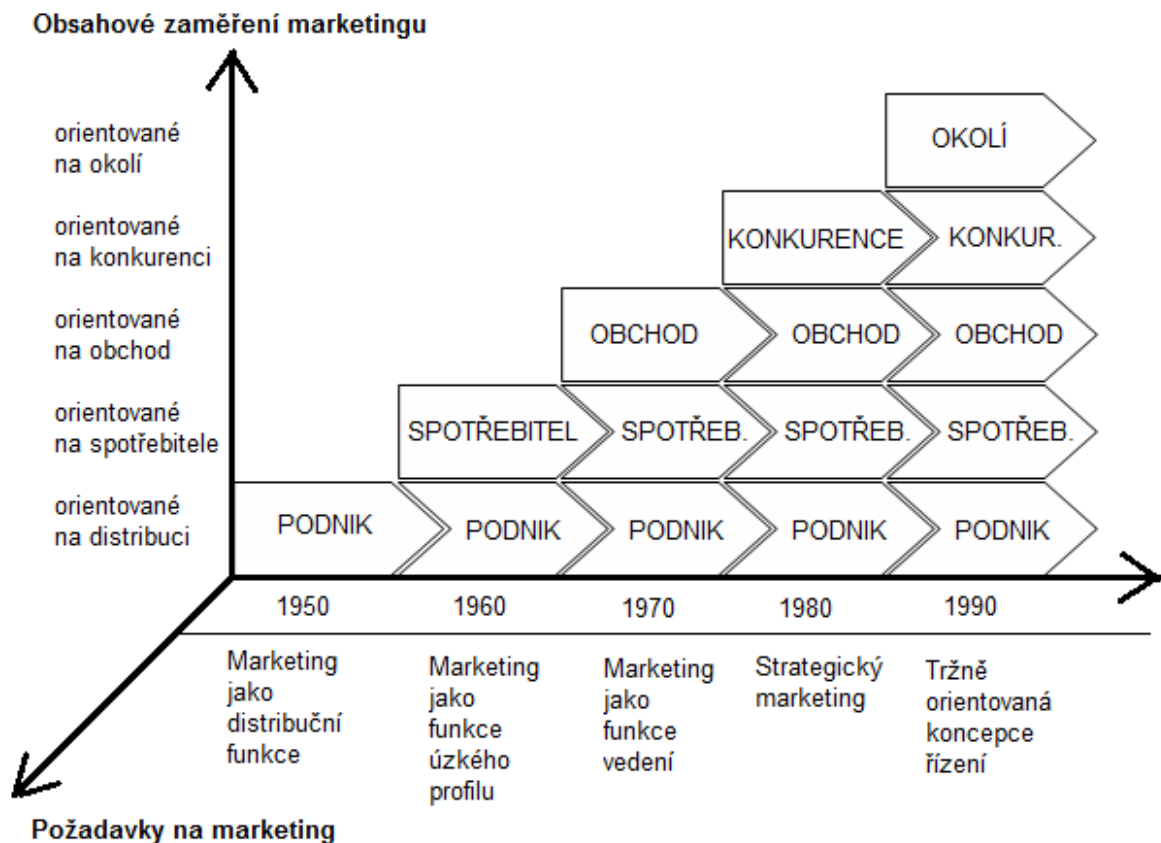 Obsahové zaměření marketingu
orientované
na okolí
OKOLÍ
orientované
na konkurenci
KONKURENCE
KONKUR.
orientované
na obchod
OBCHOD
OBCHOD
OBCHOD
orientované
na spotřebitele
SPOTŘEBITEL
SPOTŘEB.
SPOTŘEB.
SPOTŘEB.
orientované
na distribuci
PODNIK
PODNIK
PODNIK
PODNIK
PODNIK
1950
1960
1970
1980
1990
Marketing
jako
distribuční
funkce
Marketing
jako
funkce
úzkého
profilu
Marketing
jako
funkce
vedení
Strategický
marketing
Tržně
orientovaná
koncepce
řízení
Požadavky na marketing